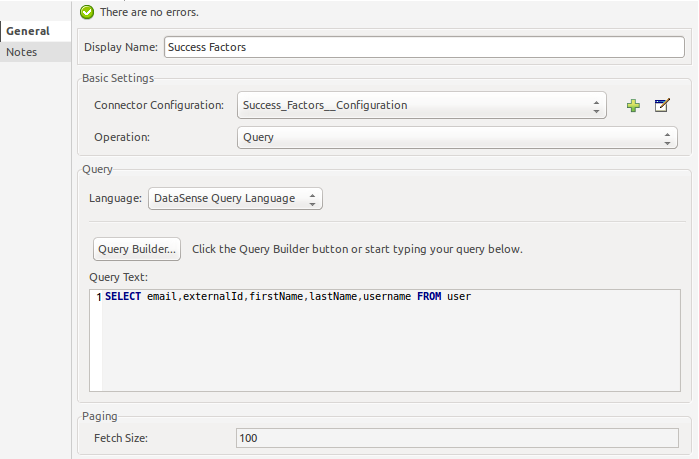 There are no errors.
General
Notes
Display Name: Success Factors
Basic Settings
Connector Configuration: Success_Factors__Configuration
Operation: Query
Query
Language: DataSense Query Language
Query Builder... Click the Query Builder button or start typing your query below.
Query Text:
1 SELECT email,externalId,firstName,lastName,username FROM user
Paging
Fetch Size: 100